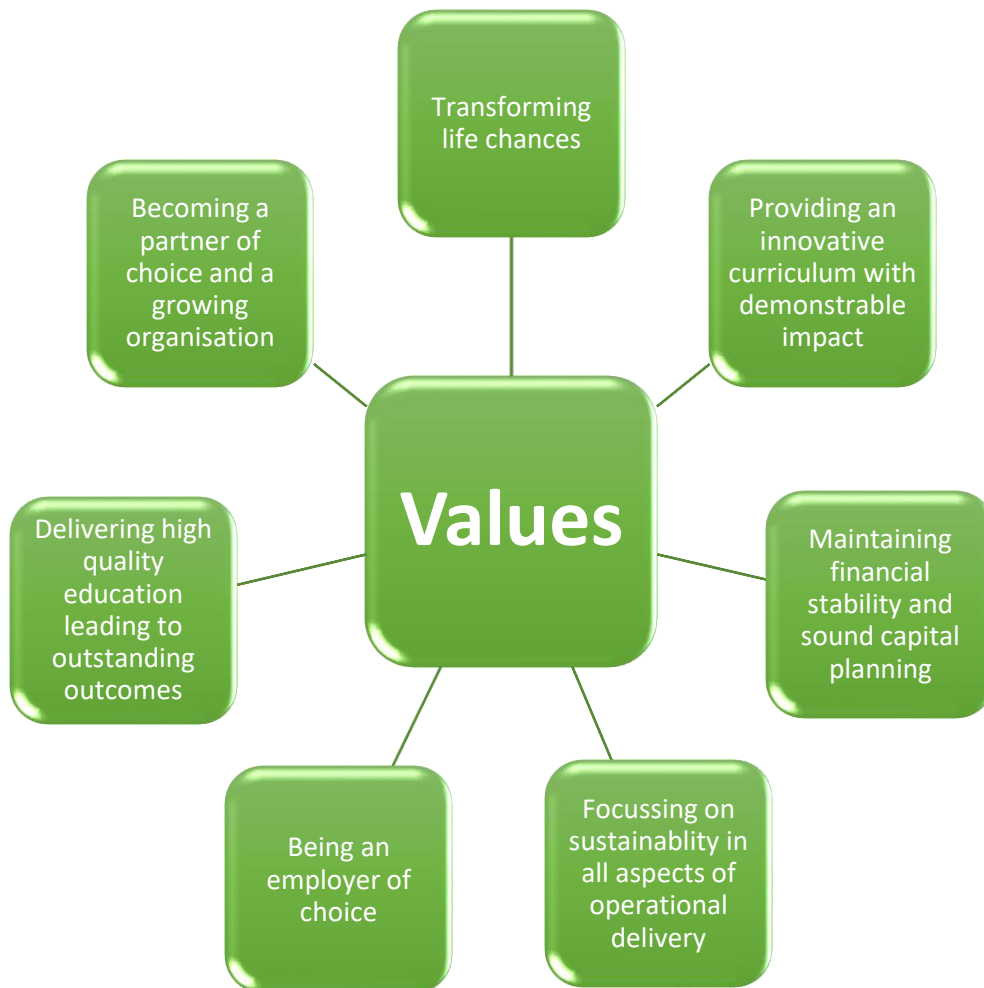 Transforming
life chances
Providing an
innovative
curriculum with
demonstrable
impact
Maintaining
financial
stability and
sound capital
planning
Focussing on
sustainablity in
all aspects of
operational
delivery
Being an
employer of
choice
Delivering high
quality
education
leading to
outstanding
outcomes
Becoming a
partner of
choice and a
growing
organisation
Values